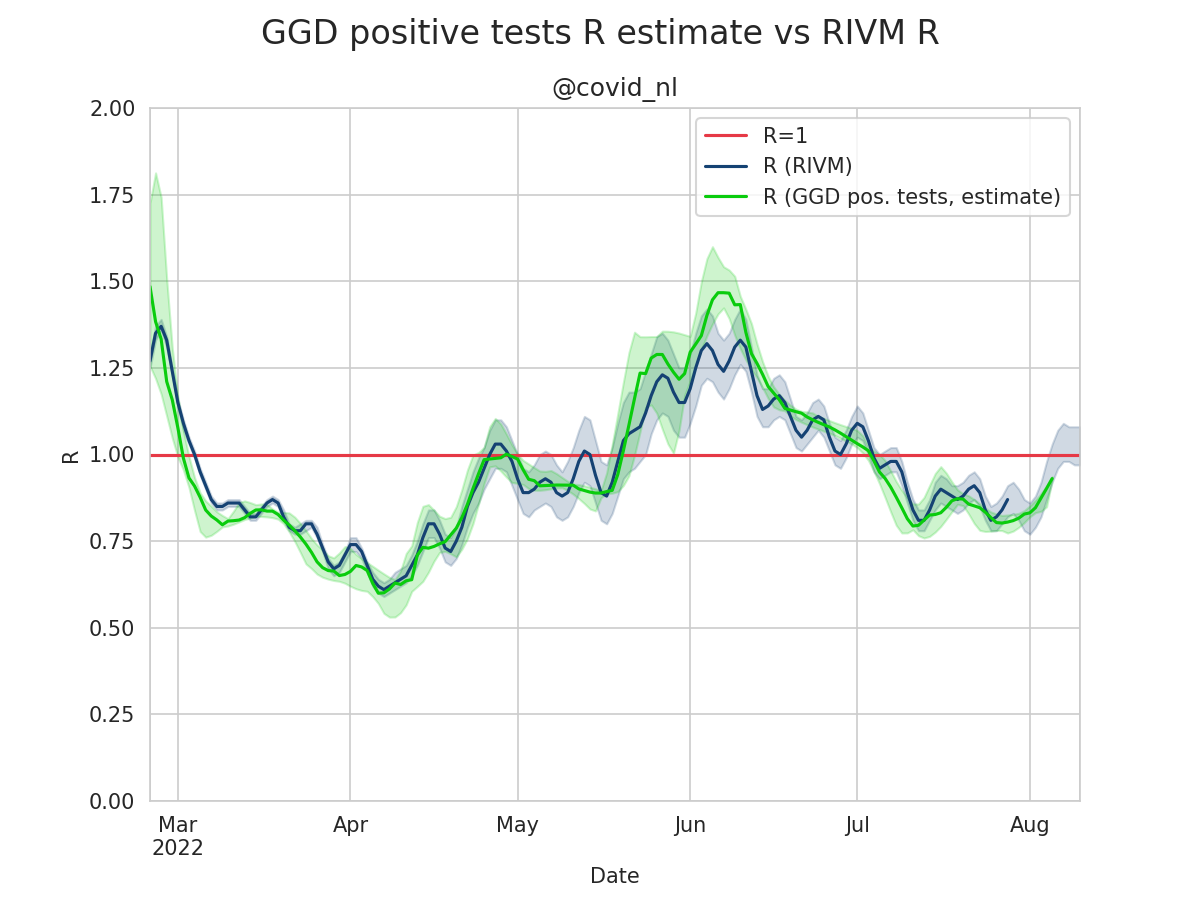 GGD positive tests R estimate vs RIVM R
@covid_nl
2.00
1.75
1.50
1.25
1.00
0.75
0.50
0.25
0.00
R
R=1
R (RIVM)
R (GGD pos. tests, estimate)
Mar Apr May Jun Jul Aug
2022
Date